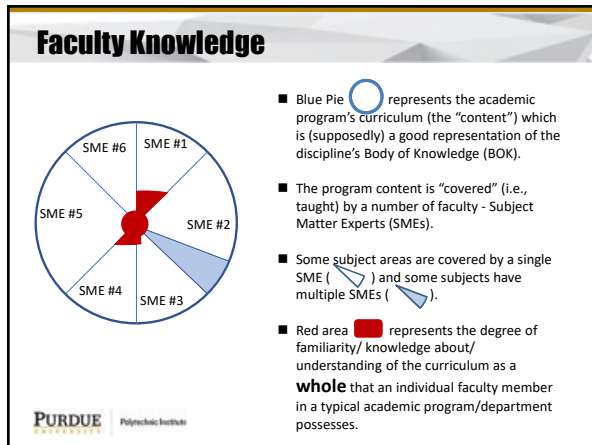 Faculty Knowledge
SME #6
SME #1
SME #5
SME #2
SME #4
SME #3
■ Blue Pie represents the academic
program's curriculum (the "content") which
is (supposedly) a good representation of the
discipline's Body of Knowledge (BOK).
■ The program content is "covered" (i.e.,
taught) by a number of faculty - Subject
Matter Experts (SMEs).
■ Some subject areas are covered by a single
SME ( ) and some subjects have
multiple SMEs ( ).
■ Red area represents the degree of
familiarity/ knowledge about/
understanding of the curriculum as a
whole that an individual faculty member
in a typical academic program/department
possesses.
PURDUE
UNIVERSITY
Polytechnic Institute